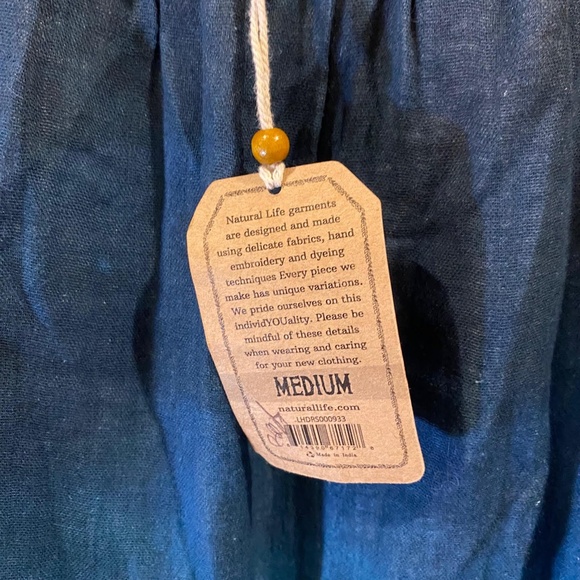 Natural Life garments
are designed and made
using delicate fabrics, hand
embroidery and dyeing
techniques Every piece we
make has unique variations.
We pride ourselves on this
individYOUality. Please be
mindful of these details
when wearing and caring
for your new clothing.
MEDIUM
naturallife.com
LHDRS000933
Made in India